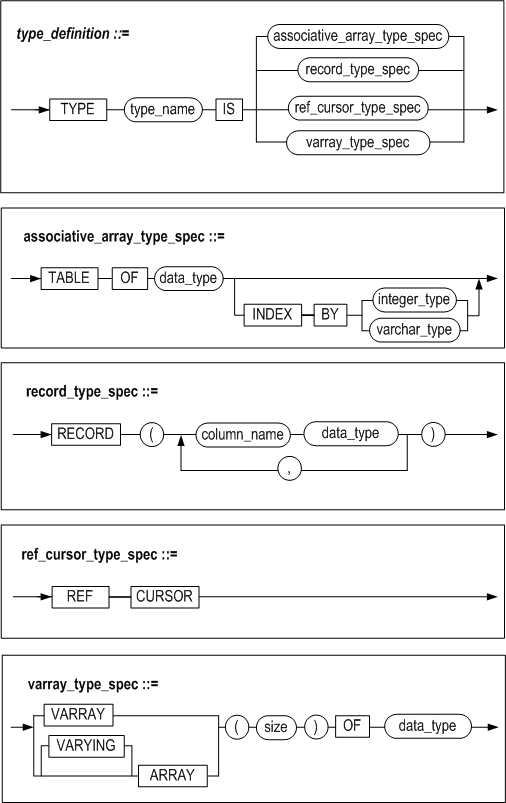 type_definition ::=
associative_array_type_spec
record_type_spec
TYPE type_name IS ref_cursor_type_spec
varray_type_spec
associative_array_type_spec ::=
TABLE OF data_type
INDEX BY integer_type
varchar_type
record_type_spec ::=
RECORD ( column_name data_type )
,
ref_cursor_type_spec ::=
REF CURSOR
varray_type_spec ::=
VARRAY ( size ) OF data_type
VARYING
ARRAY